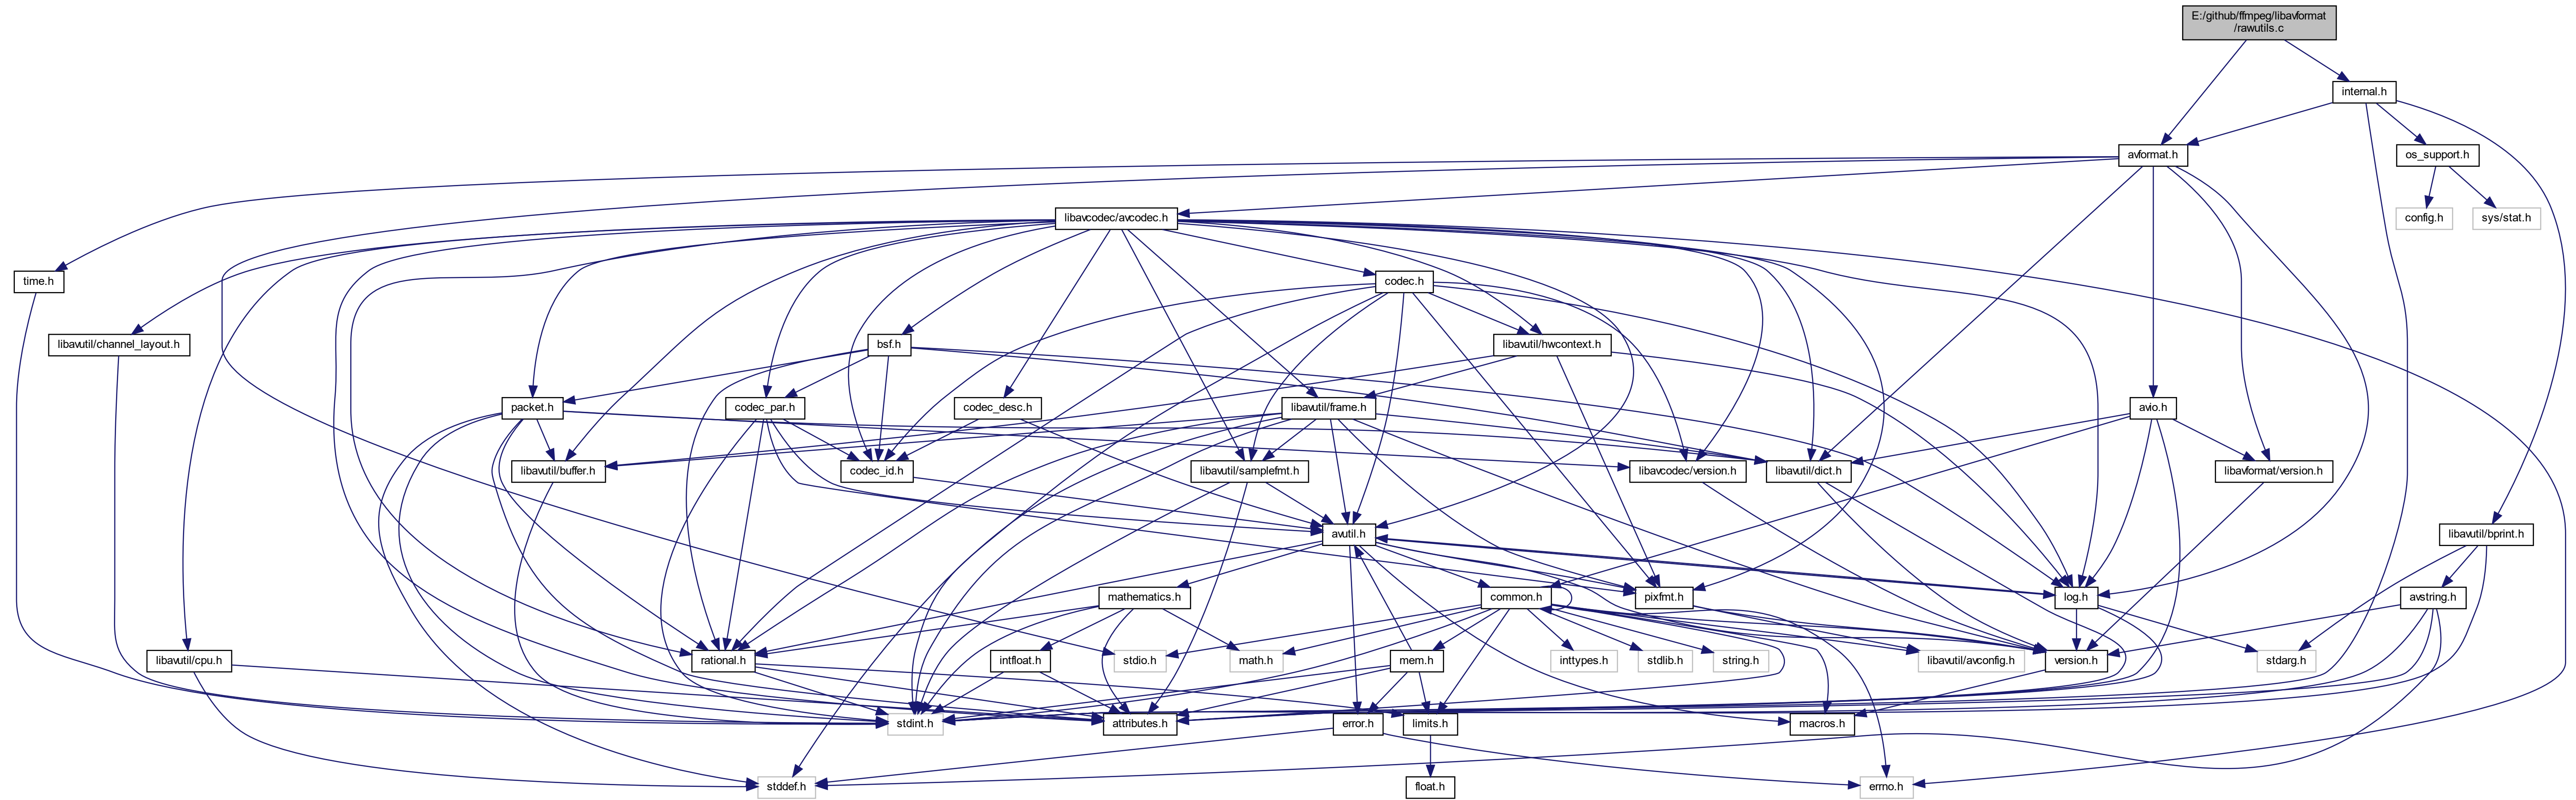 E:/github/ffmpeg/libavformat
/rawutils.c
internal.h
avformat.h
os_support.h
libavcodec/avcodec.h
config.h
sys/stat.h
time.h
codec.h
libavutil/channel_layout.h
bsf.h
libavutil/hwcontext.h
packet.h
codec_par.h
codec_desc.h
libavutil/frame.h
avio.h
libavutil/buffer.h
codec_id.h
libavutil/samplefmt.h
libavcodec/version.h
libavutil/dict.h
libavformat/version.h
avutil.h
libavutil/bprint.h
mathematics.h
common.h
pixfmt.h
log.h
avstring.h
libavutil/cpu.h
rational.h
intfloat.h
stdio.h
math.h
mem.h
inttypes.h
stdlib.h
string.h
libavutil/avconfig.h
version.h
stdarg.h
stdint.h
attributes.h
error.h
limits.h
macros.h
stddef.h
float.h
errno.h